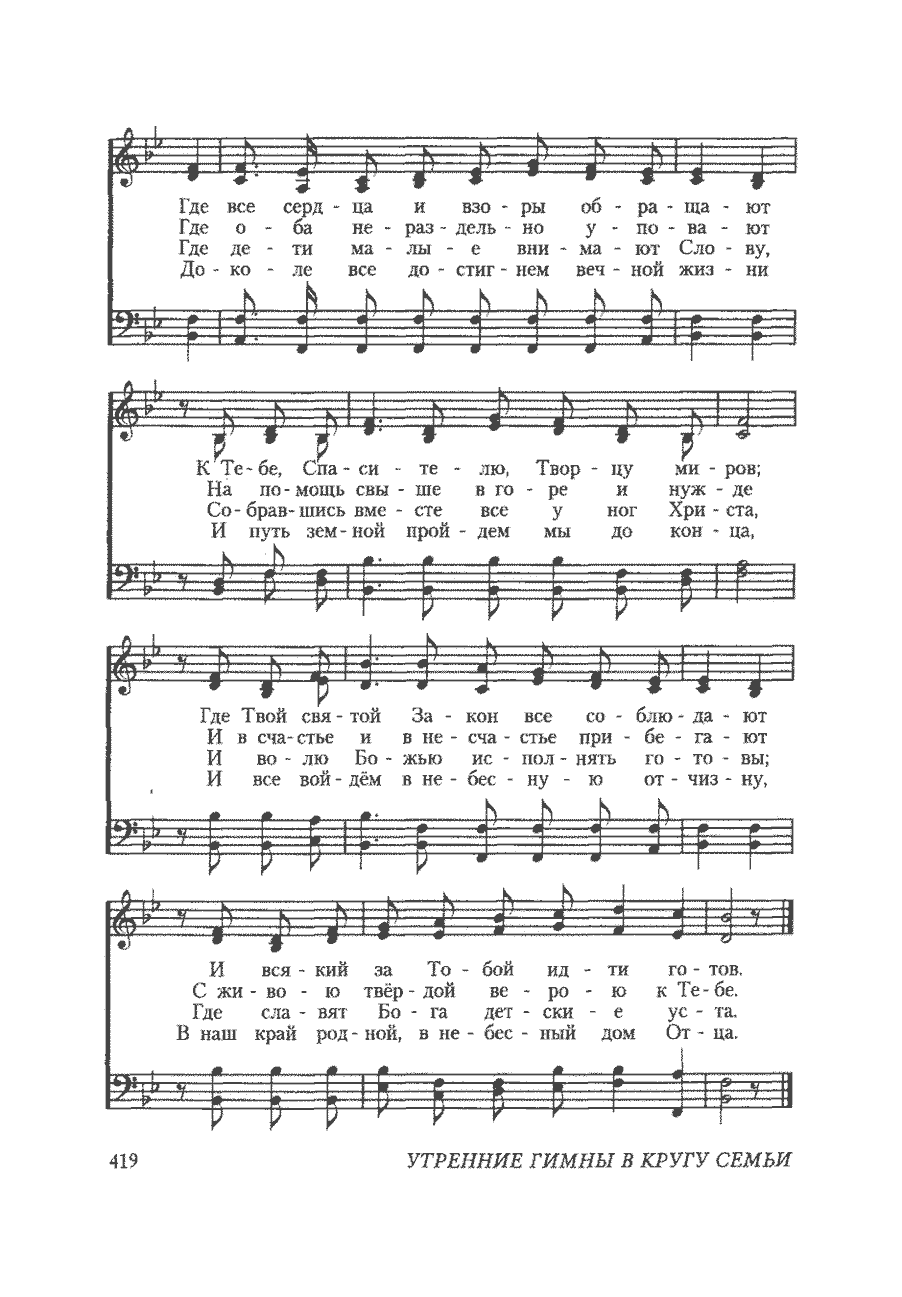 Где все серд - ца и взо - ры об - ра - ща - ют
Где о - ба не - раз - дель - но у - по - ва - ют
Где де - ти ма - лы - е вни - ма - ют Сло - ву,
До - ко - ле все до - стиг - нем веч - ной жиз - ни
К Те - бе, Спа - си - те - лю, Твор - цу ми - ров;
На по - мощь свы - ше в го - ре и нуж - де
Со - брав - шись вме - сте все у ног Хри - ста,
И путь зем - ной прой - дем мы до кон - ца,
Где Твой свя - той За - кон все со - блю - да - ют
И в сча - стье и в не - сча - стье при - бе - га - ют
И во - лю Бо - жью ис - пол - нять го - то - вы;
И все вой - дём в не - бес - ну - ю от - чиз - ну,
И вся - кий за То - бой ид - ти го - тов.
С жи - во - ю твёр - дой ве - ро - ю к Те - бе.
Где сла - вят Бо - га дет - ски - е ус - та.
В наш край род - ной, в не - бес - ный дом От - ца.
419 УТРЕННИЕ ГИМНЫ В КРУГУ СЕМЬИ